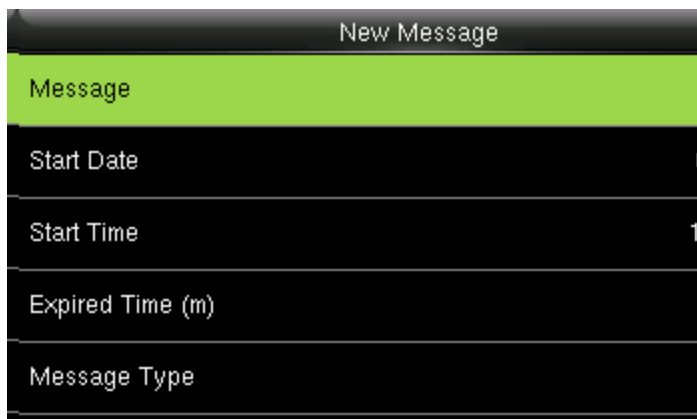 New Message
Message
Start Date
Start Time
Expired Time (m)
Message Type